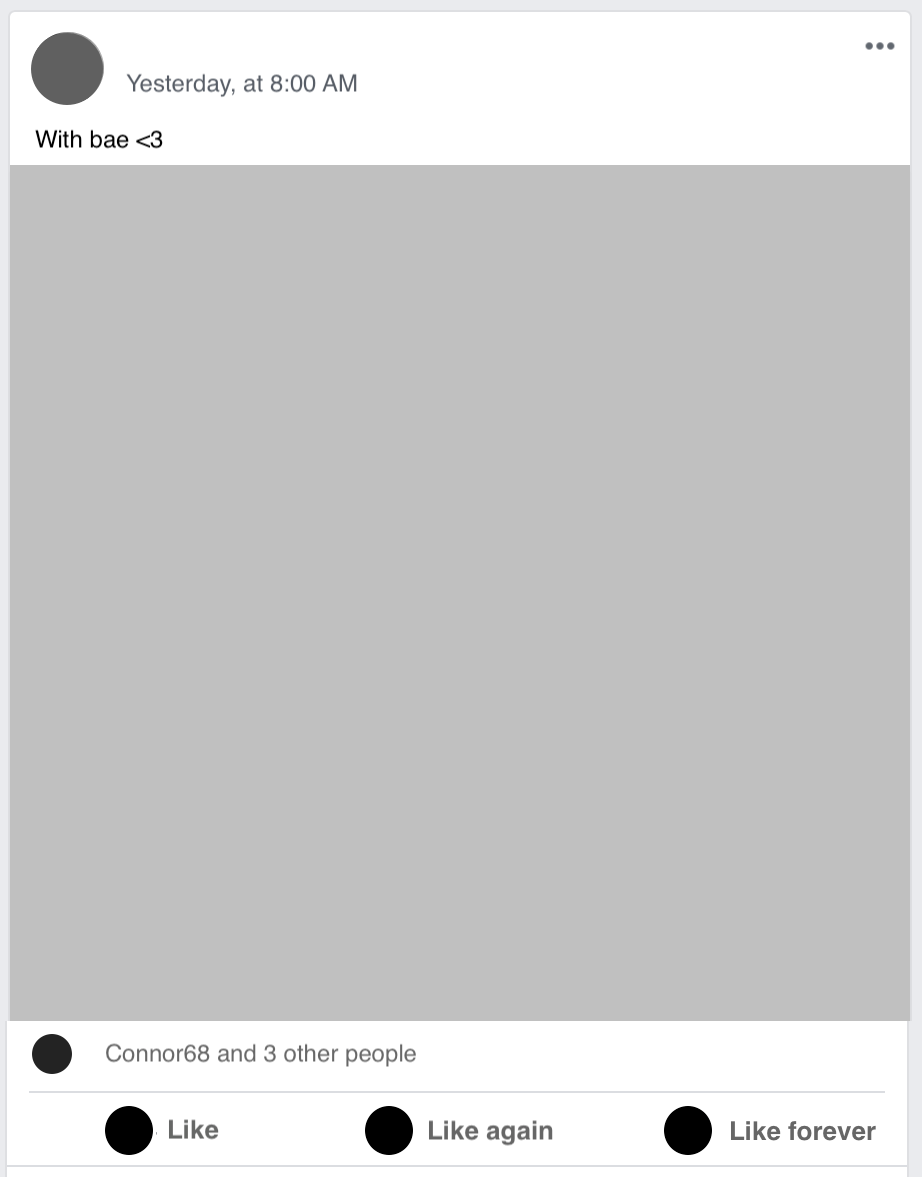 Yesterday, at 8:00 AM
With bae <3
Connor68 and 3 other people
Like
Like again
Like forever